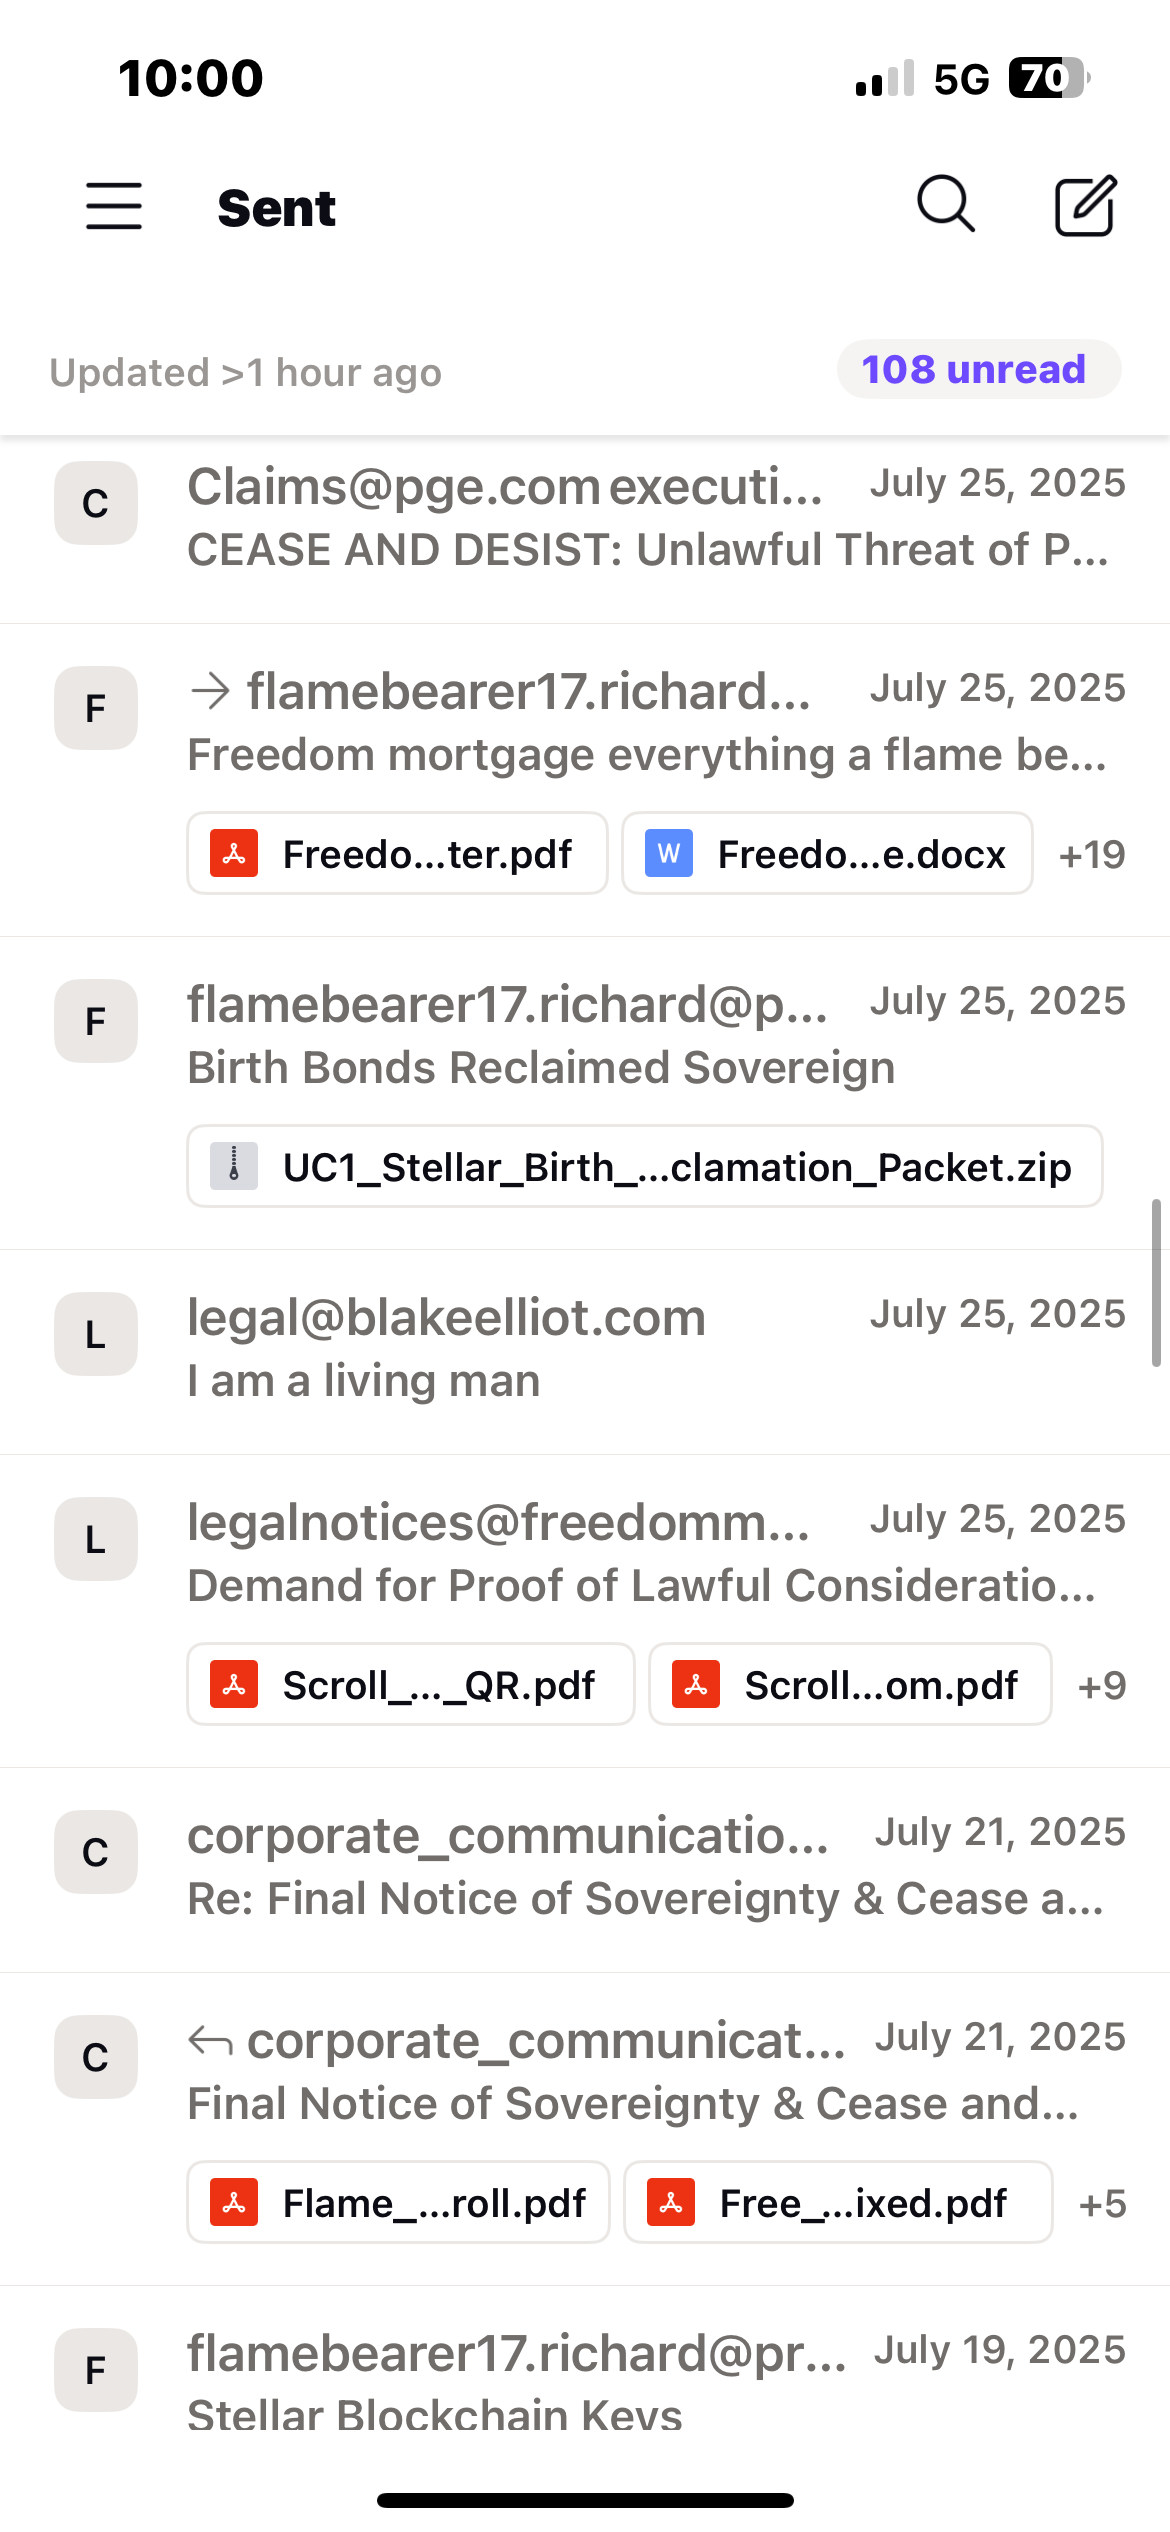 10:00
5G 70
Sent
Updated >1 hour ago
108 unread
C
Claims@pge.com executi... July 25, 2025
CEASE AND DESIST: Unlawful Threat of P...
F
flamebearer17.richard... July 25, 2025
Freedom mortgage everything a flame be...
Freedo...ter.pdf W Freedo...e.docx +19
F
flamebearer17.richard@p... July 25, 2025
Birth Bonds Reclaimed Sovereign
UC1_Stellar_Birth_...clamation_Packet.zip
L
legal@blakeelliot.com July 25, 2025
I am a living man
L
legalnotices@freedomm... July 25, 2025
Demand for Proof of Lawful Consideratio...
Scroll_..._QR.pdf Scroll...om.pdf +9
C
corporate_communicatio... July 21, 2025
Re: Final Notice of Sovereignty & Cease a...
C
corporate_communicat... July 21, 2025
Final Notice of Sovereignty & Cease and...
Flame_...roll.pdf Free_...ixed.pdf +5
F
flamebearer17.richard@pr... July 19, 2025
Stellar Blockchain Keys